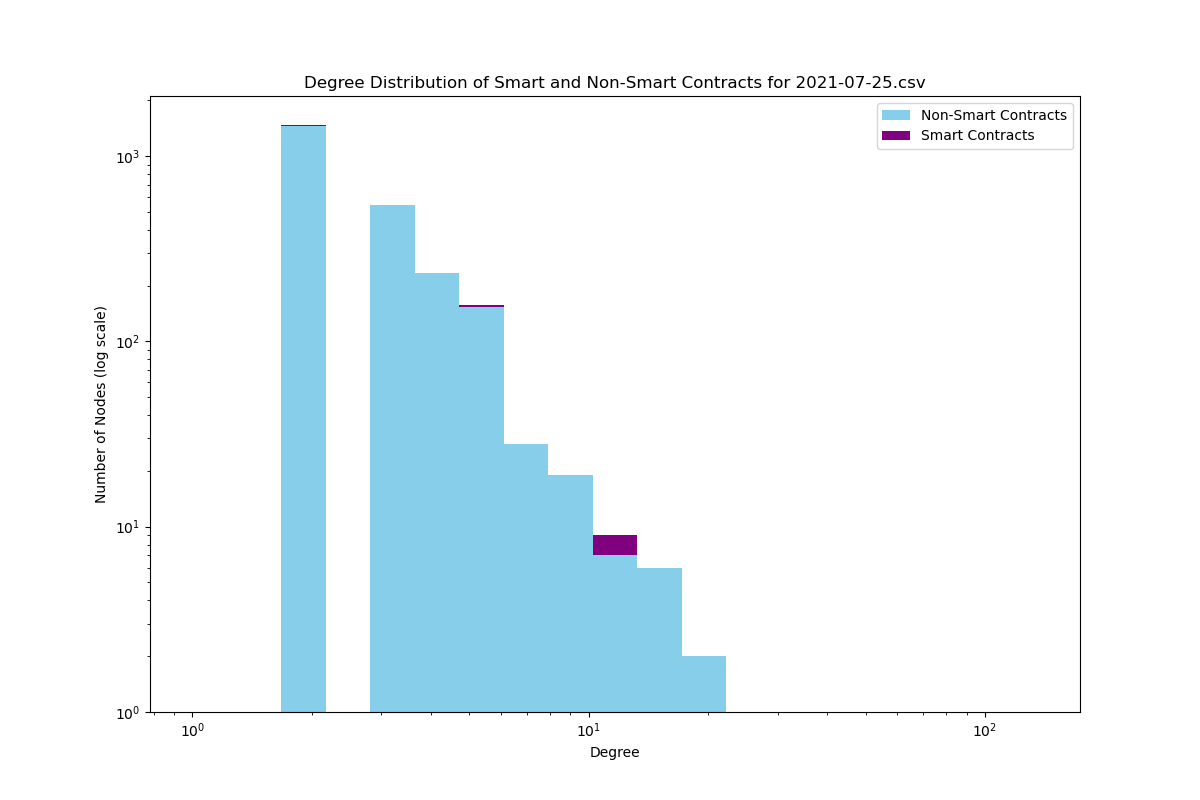 Degree Distribution of Smart and Non-Smart Contracts for 2021-07-25.csv
Non-Smart Contracts
Smart Contracts
Number of Nodes (log scale)
10³
10²
10¹
10⁰
10⁰ 10¹ 10²
Degree